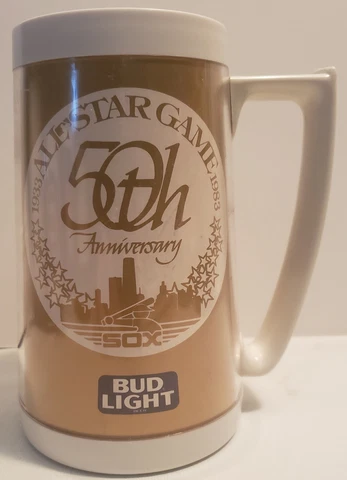 ALL-STAR GAME
1933 1983
50th
Anniversary
SOX
BUD
LIGHT